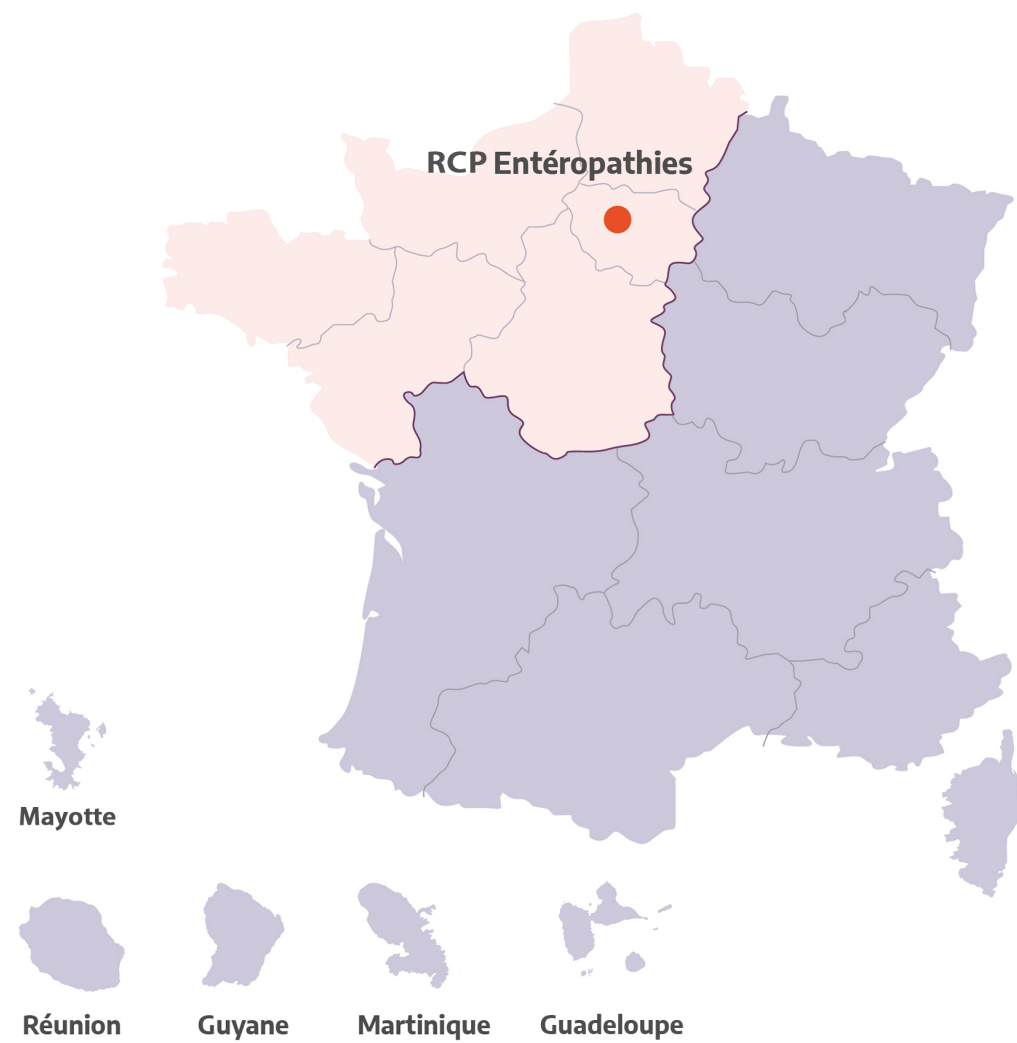 RCP Entéropathies
Mayotte
Réunion
Guyane
Martinique
Guadeloupe